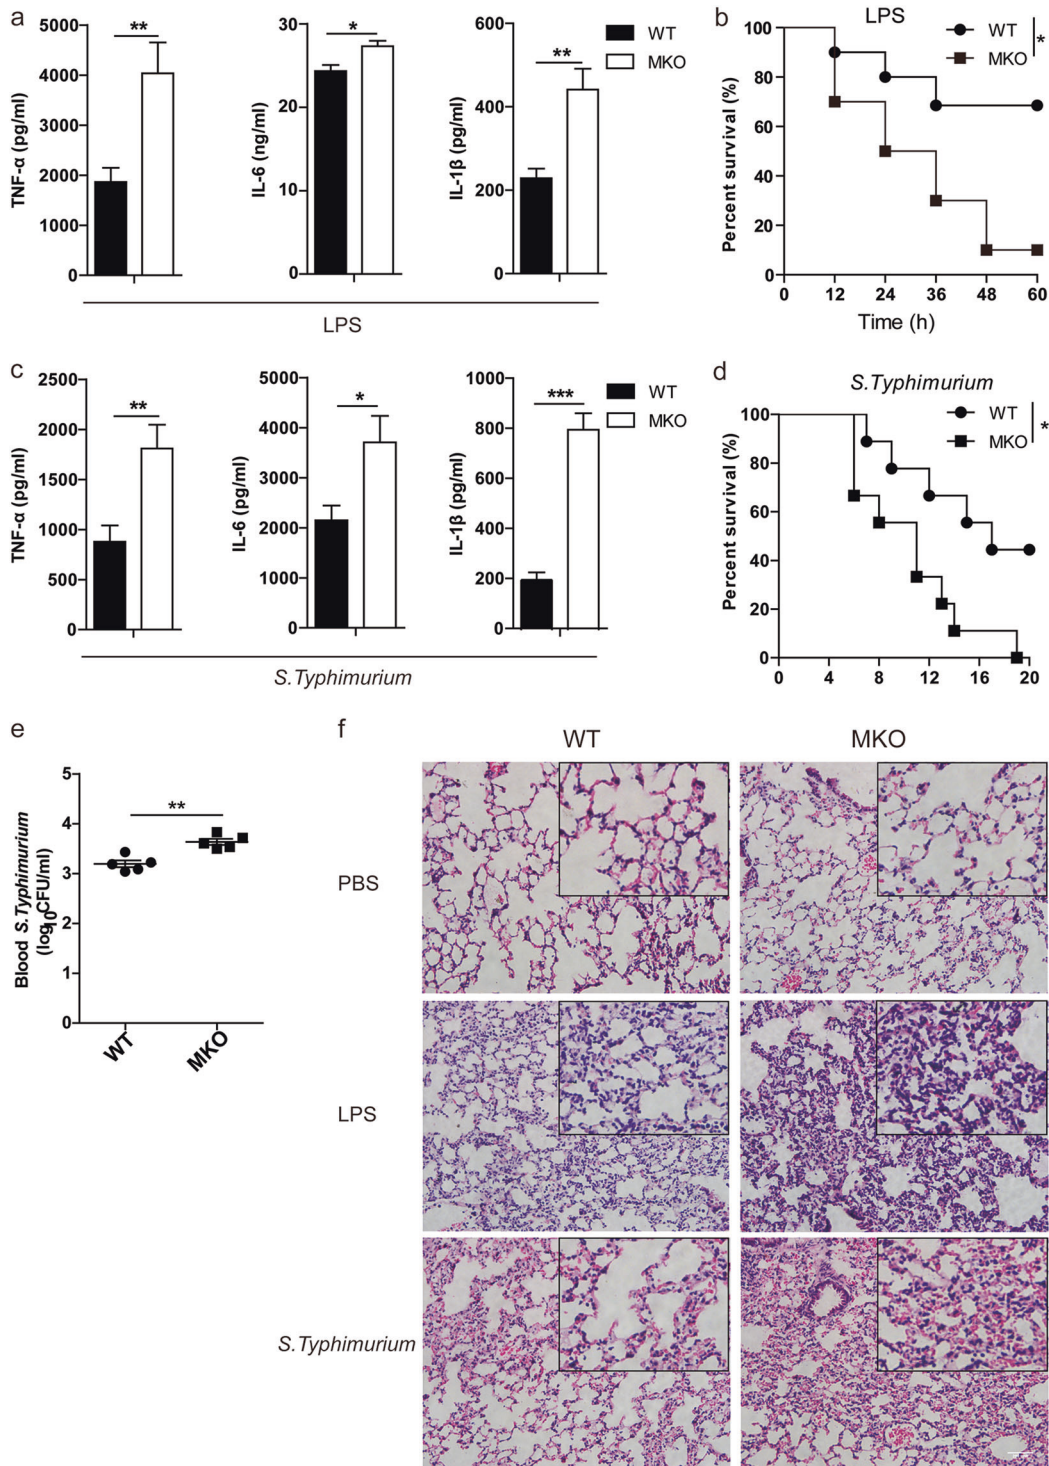 a
TNF-α (pg/ml)
5000
4000
3000
2000
1000
0
**
IL-6 (ng/ml)
30
20
10
0
*
IL-1β (pg/ml)
600
400
200
0
**
WT
MKO
LPS
b
LPS
WT
MKO
*
Percent survival (%)
100
80
60
40
20
0
0 12 24 36 48 60
Time (h)
c
TNF-α (pg/ml)
2500
2000
1500
1000
500
0
**
IL-6 (pg/ml)
5000
4000
3000
2000
1000
0
*
IL-1β (pg/ml)
1000
800
600
400
200
0
***
WT
MKO
S.Typhimurium
d
S.Typhimurium
WT
MKO
*
Percent survival (%)
100
80
60
40
20
0
0 4 8 12 16 20
e
Blood S.Typhimurium
(log10CFU/ml)
5
4
3
2
1
0
**
WT
MKO
f
WT MKO
PBS
LPS
S.Typhimurium